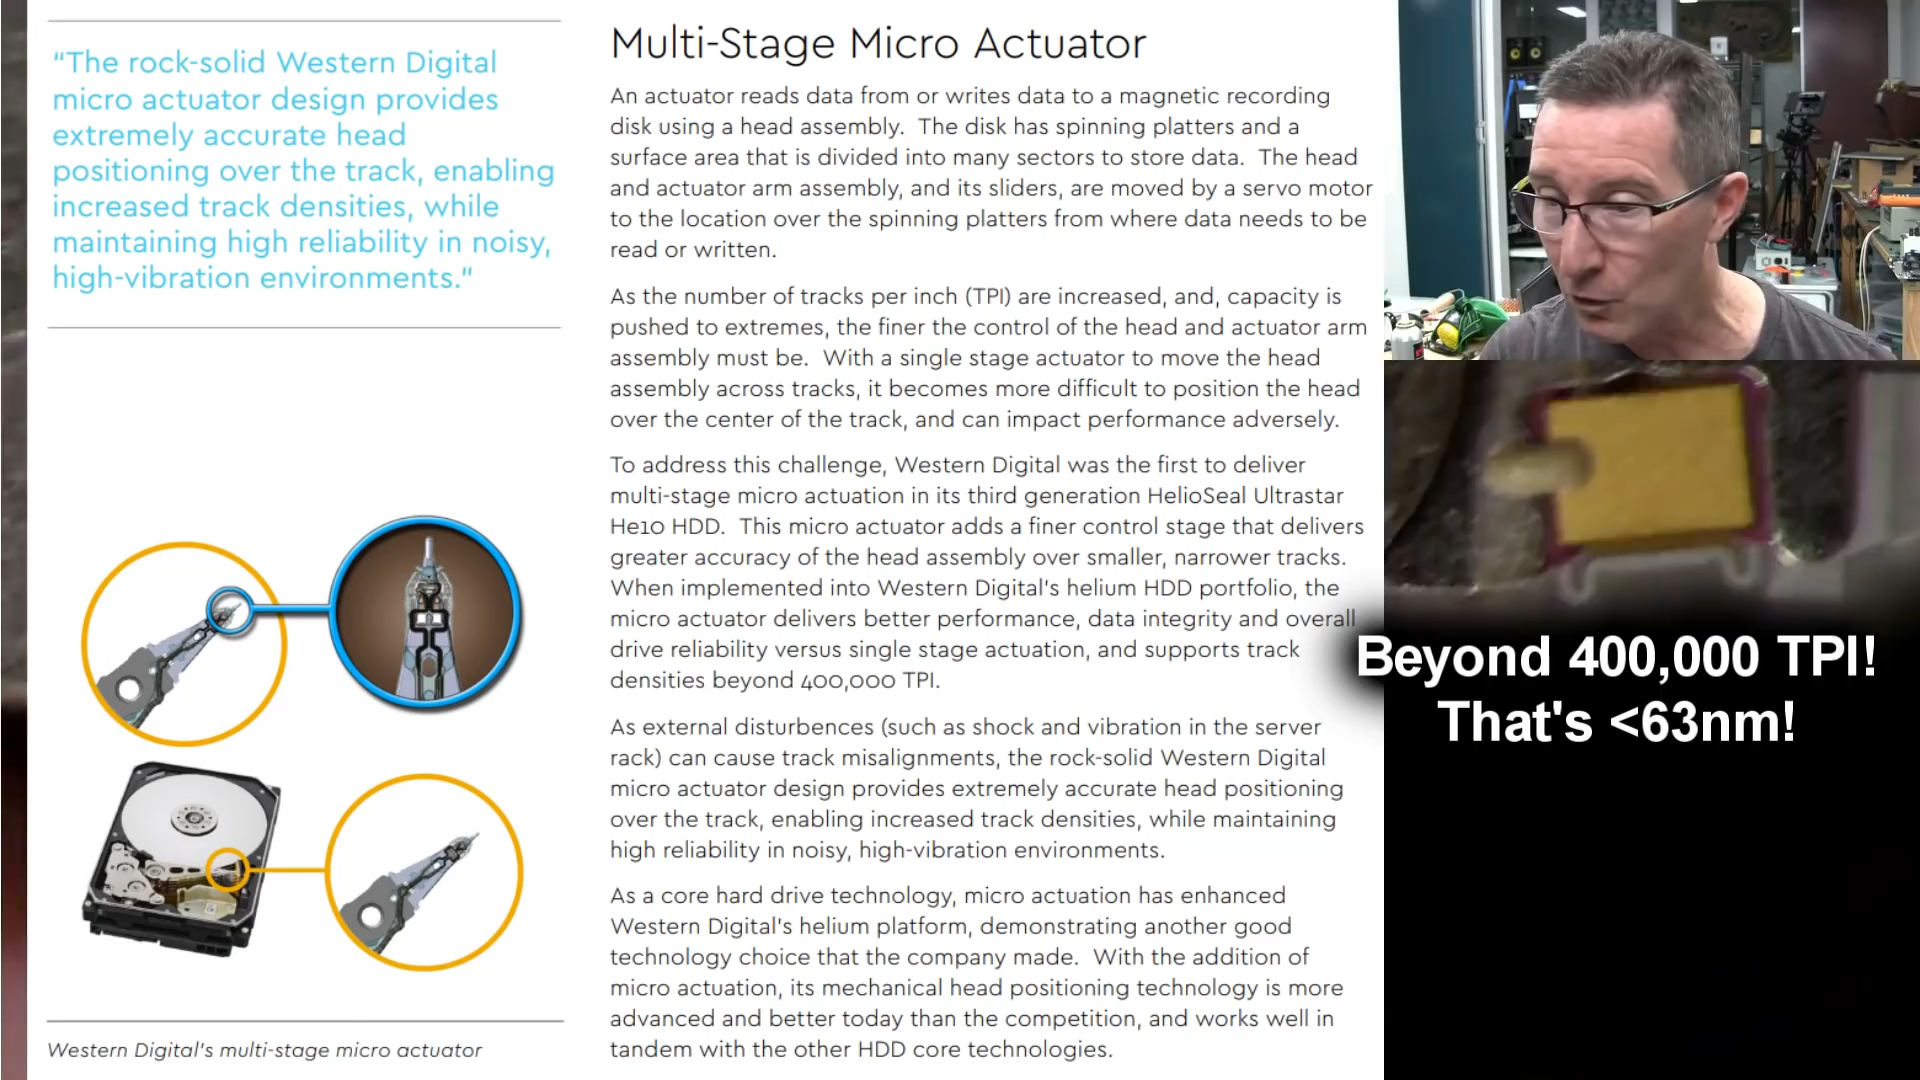 “The rock-solid Western Digital
micro actuator design provides
extremely accurate head
positioning over the track, enabling
increased track densities, while
maintaining high reliability in noisy,
high-vibration environments.”
Western Digital's multi-stage micro actuator
Multi-Stage Micro Actuator
An actuator reads data from or writes data to a magnetic recording
disk using a head assembly. The disk has spinning platters and a
surface area that is divided into many sectors to store data. The head
and actuator arm assembly, and its sliders, are moved by a servo motor
to the location over the spinning platters from where data needs to be
read or written.
As the number of tracks per inch (TPI) are increased, and, capacity is
pushed to extremes, the finer the control of the head and actuator arm
assembly must be. With a single stage actuator to move the head
assembly across tracks, it becomes more difficult to position the head
over the center of the track, and can impact performance adversely.
To address this challenge, Western Digital was the first to deliver
multi-stage micro actuation in its third generation HelioSeal Ultrastar
He10 HDD. This micro actuator adds a finer control stage that delivers
greater accuracy of the head assembly over smaller, narrower tracks.
When implemented into Western Digital's helium HDD portfolio, the
micro actuator delivers better performance, data integrity and overall
drive reliability versus single stage actuation, and supports track
densities beyond 400,000 TPI.
As external disturbences (such as shock and vibration in the server
rack) can cause track misalignments, the rock-solid Western Digital
micro actuator design provides extremely accurate head positioning
over the track, enabling increased track densities, while maintaining
high reliability in noisy, high-vibration environments.
As a core hard drive technology, micro actuation has enhanced
Western Digital's helium platform, demonstrating another good
technology choice that the company made. With the addition of
micro actuation, its mechanical head positioning technology is more
advanced and better today than the competition, and works well in
tandem with the other HDD core technologies.
Beyond 400,000 TPI!
That's <63nm!